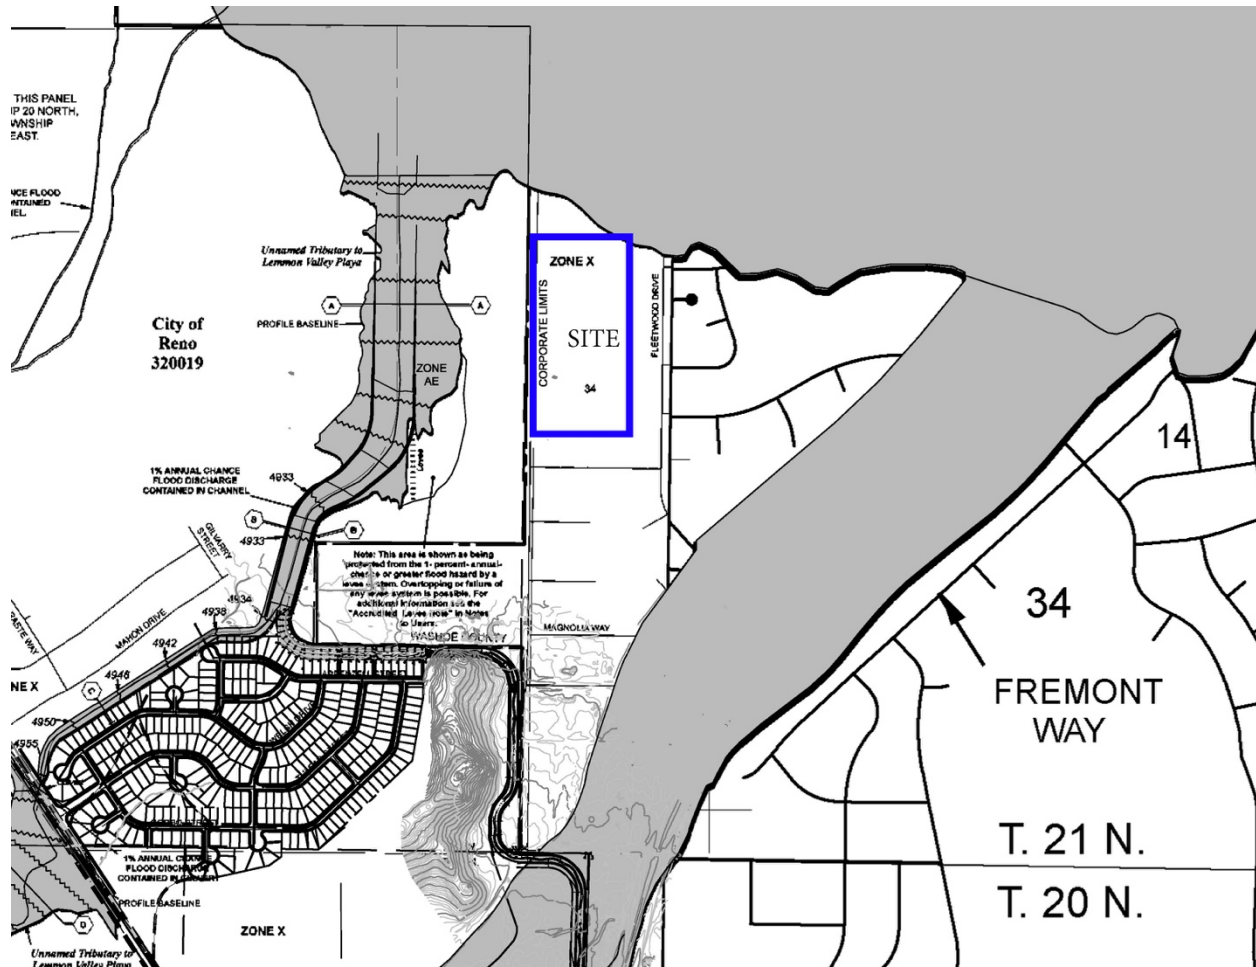 THIS PANEL
IP 20 NORTH,
WNSHIP
EAST.
NCE FLOOD
NTAINED
NEL.
Unnamed Tributary to
Lemmon Valley Playa
A
A
PROFILE BASELINE
City of
Reno
320019
ZONE
AE
ZONE X
CORPORATE LIMITS
SITE
34
FLEETWOOD DRIVE
14
1% ANNUAL CHANCE
FLOOD DISCHARGE
CONTAINED IN CHANNEL
4933
Levee
B
B
4933
GILVARRY
STREET
Note: This area is shown as being
protected from the 1- percent- annual-
chance or greater flood hazard by a
levee system. Overtopping or failure of
any levee system is possible. For
additional information see the
"Accredited Levee Note" in Notes
to Users.
4934
4938
MAHON DRIVE
WASHOE COUNTY
MAGNOLIA WAY
34
4942
4946
C
NE X
4950
4955
FREMONT
WAY
1% ANNUAL CHANCE
FLOOD DISCHARGE
CONTAINED IN CULVERT
PROFILE BASELINE
T. 21 N.
T. 20 N.
D
ZONE X
Unnamed Tributary to
Lemmon Valley Playa